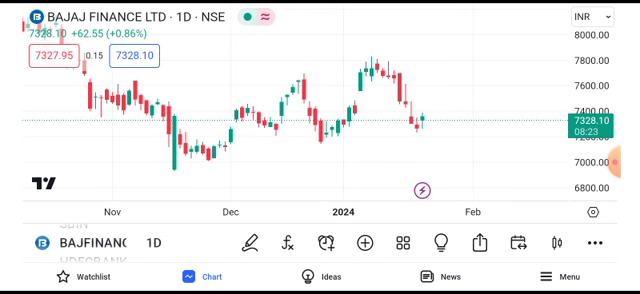 BAJAJ FINANCE LTD · 1D · NSE
INR
7328.10 +62.55 (+0.86%)
8000.00
7327.95 0.15 7328.10
7800.00
7600.00
7400.00
7328.10
08:23
7200.00
7000.00
6800.00
Nov Dec 2024 Feb
BAJFINANC 1D
Watchlist Chart Ideas News Menu